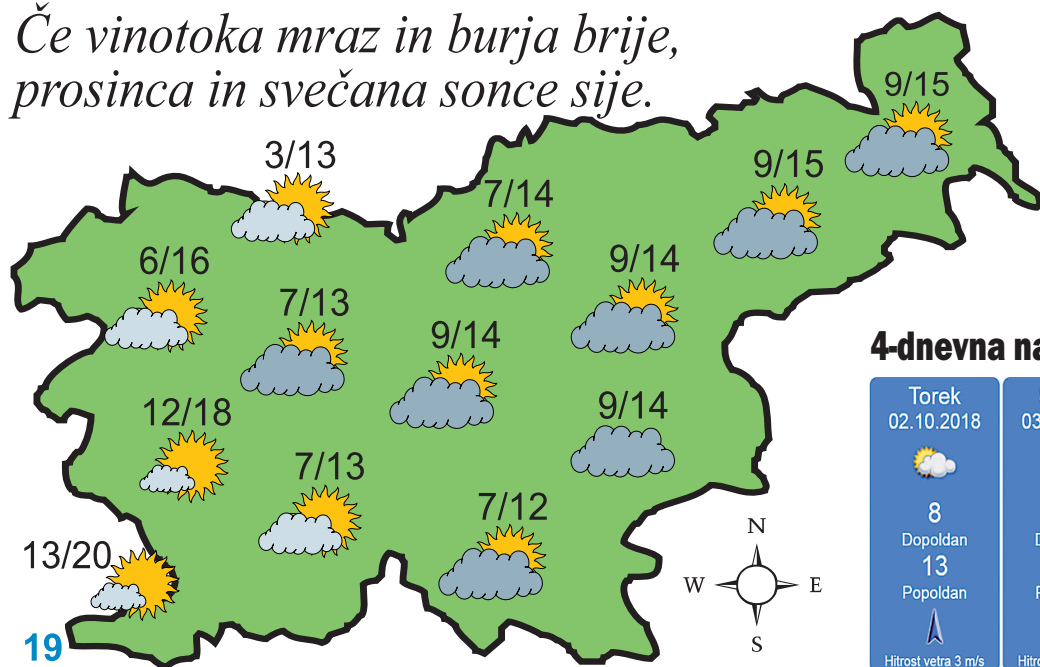 Če vinotoka mraz in burja brije,
prosinca in svečana sonce sije.
9/15
3/13
9/15
7/14
6/16
9/14
7/13
9/14
12/18
9/14
7/13
7/12
13/20
N
W E
S
19
4-dnevna
Torek
02.10.2018
8
Dopoldan
13
Popoldan
Hitrost vetra 3 m/s